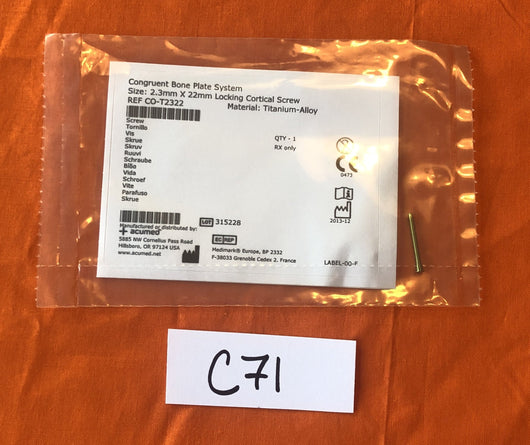 Congruent Bone Plate System
Size: 2.3mm X 22mm Locking Cortical Screw
REF CO-T2322 Material: Titanium-Alloy
Screw
Tornillo
Vis
Skrue
Skruv
Ruuvi
Schraube
Βίδα
Vida
Schroef
Vite
Parafuso
Skrue
QTY - 1
RX only
2
CE
0473
2013-12
Manufactured or distributed by:
acumed
5885 NW Cornelius Pass Road
Hillsboro, OR 97124 USA
www.acumed.net
LOT 315228
EC REP
Medimark® Europe, BP 2332
F-38033 Grenoble Cedex 2. France
LABEL-00-F
C71